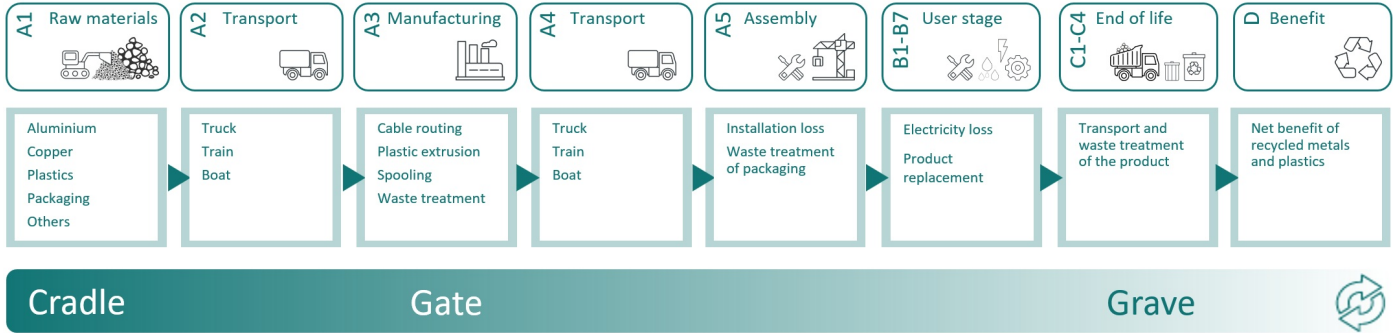 A1 Raw materials
A2 Transport
A3 Manufacturing
A4 Transport
A5 Assembly
B1-B7 User stage
C1-C4 End of life
D Benefit
Aluminium
Copper
Plastics
Packaging
Others
Truck
Train
Boat
Cable routing
Plastic extrusion
Spooling
Waste treatment
Truck
Train
Boat
Installation loss
Waste treatment
of packaging
Electricity loss
Product
replacement
Transport and
waste treatment
of the product
Net benefit of
recycled metals
and plastics
Cradle
Gate
Grave